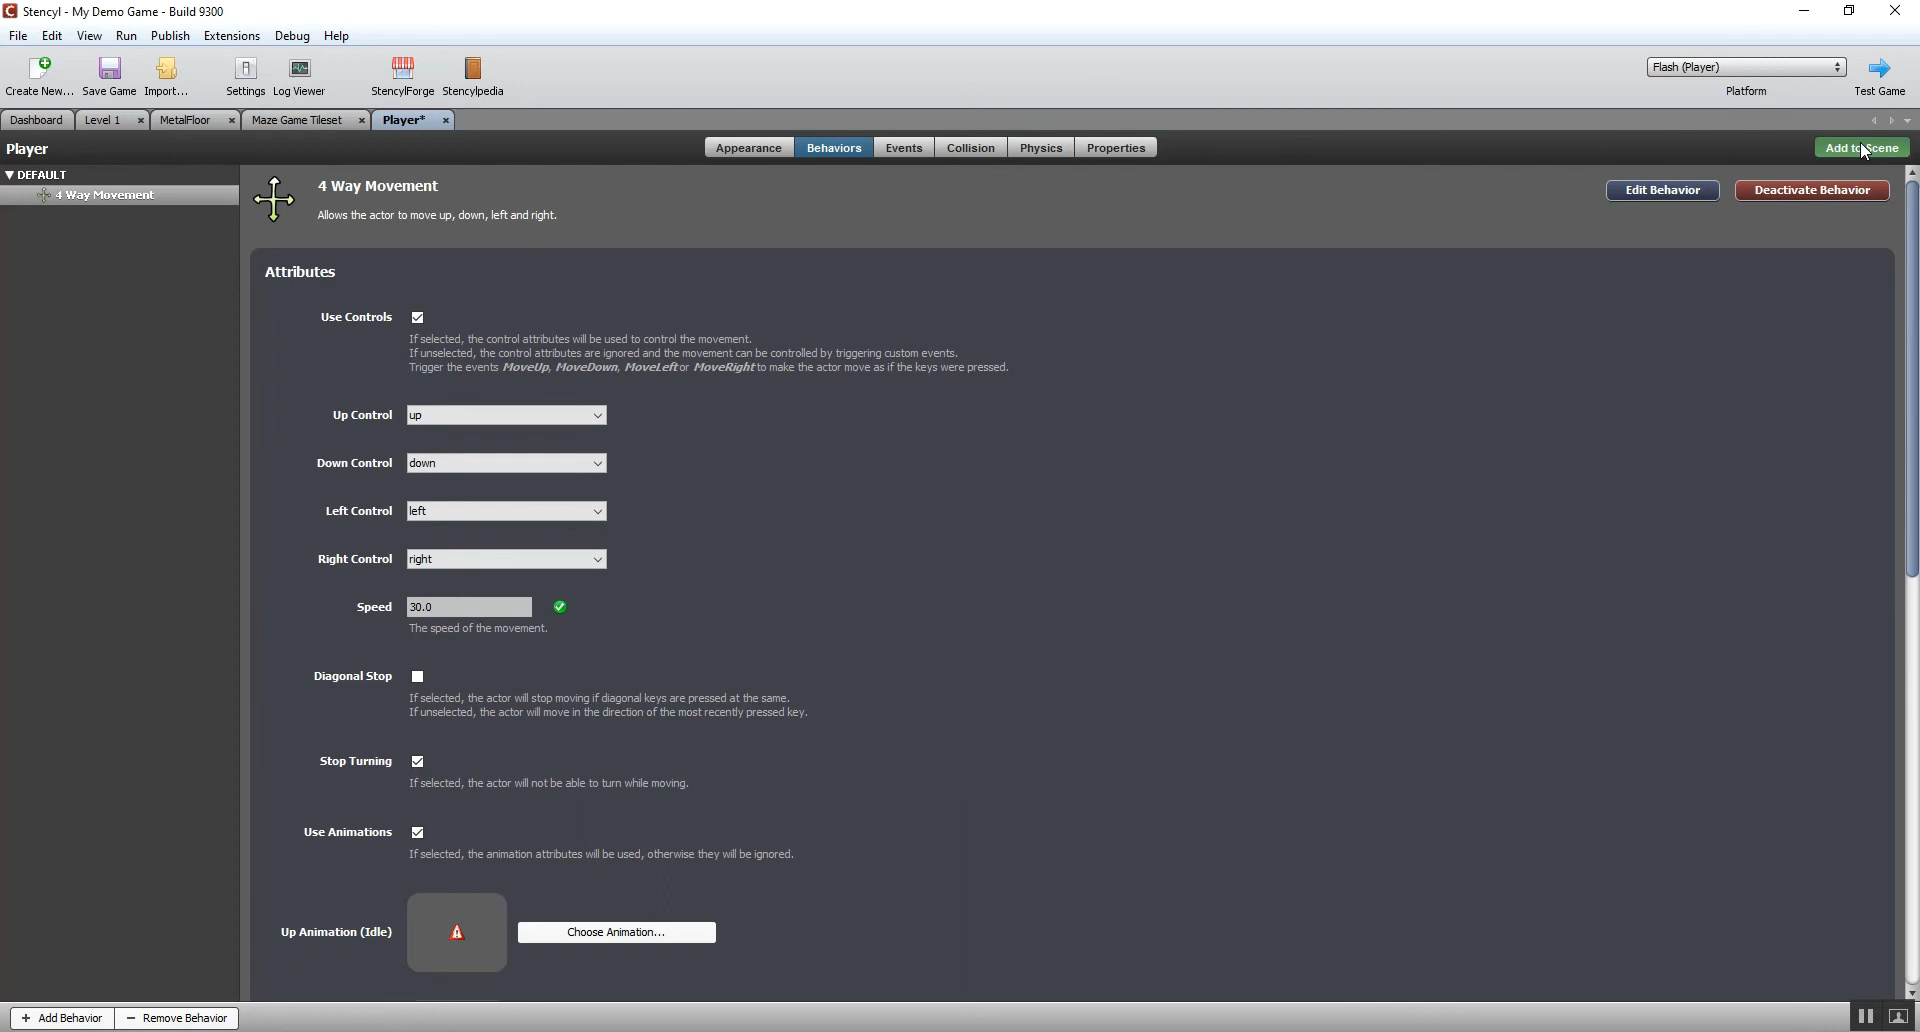 Stencyl - My Demo Game - Build 9300
File Edit View Run Publish Extensions Debug Help
Create New... Save Game Import... Settings Log Viewer StencylForge Stencylpedia
Flash (Player)
Platform
Test Game
Dashboard Level 1 MetalFloor Maze Game Tileset Player*
Player
Appearance Behaviors Events Collision Physics Properties
Add to Scene
DEFAULT
4 Way Movement
4 Way Movement
Allows the actor to move up, down, left and right.
Edit Behavior Deactivate Behavior
Attributes
Use Controls
If selected, the control attributes will be used to control the movement.
If unselected, the control attributes are ignored and the movement can be controlled by triggering custom events.
Trigger the events MoveUp, MoveDown, MoveLeft or MoveRight to make the actor move as if the keys were pressed.
Up Control up
Down Control down
Left Control left
Right Control right
Speed 30.0
The speed of the movement.
Diagonal Stop
If selected, the actor will stop moving if diagonal keys are pressed at the same.
If unselected, the actor will move in the direction of the most recently pressed key.
Stop Turning
If selected, the actor will not be able to turn while moving.
Use Animations
If selected, the animation attributes will be used, otherwise they will be ignored.
Up Animation (Idle) Choose Animation...
+ Add Behavior − Remove Behavior